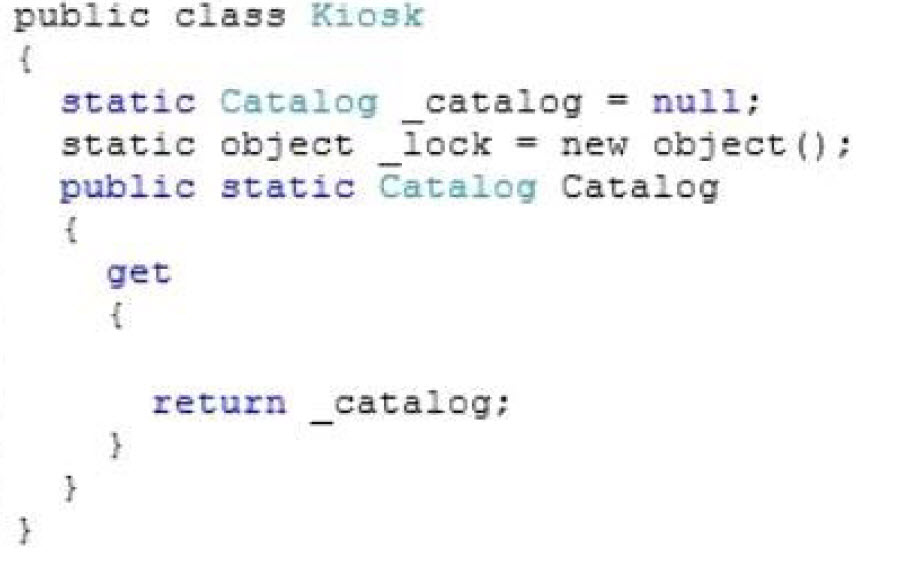 public class Kiosk
{
static Catalog _catalog = null;
static object _lock = new object();
public static Catalog Catalog
{
get
{
return _catalog;
}
}
}